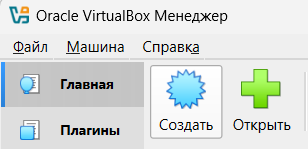 Oracle VirtualBox Менеджер
Файл Машина Справка
Главная
Плагины
Создать Открыть